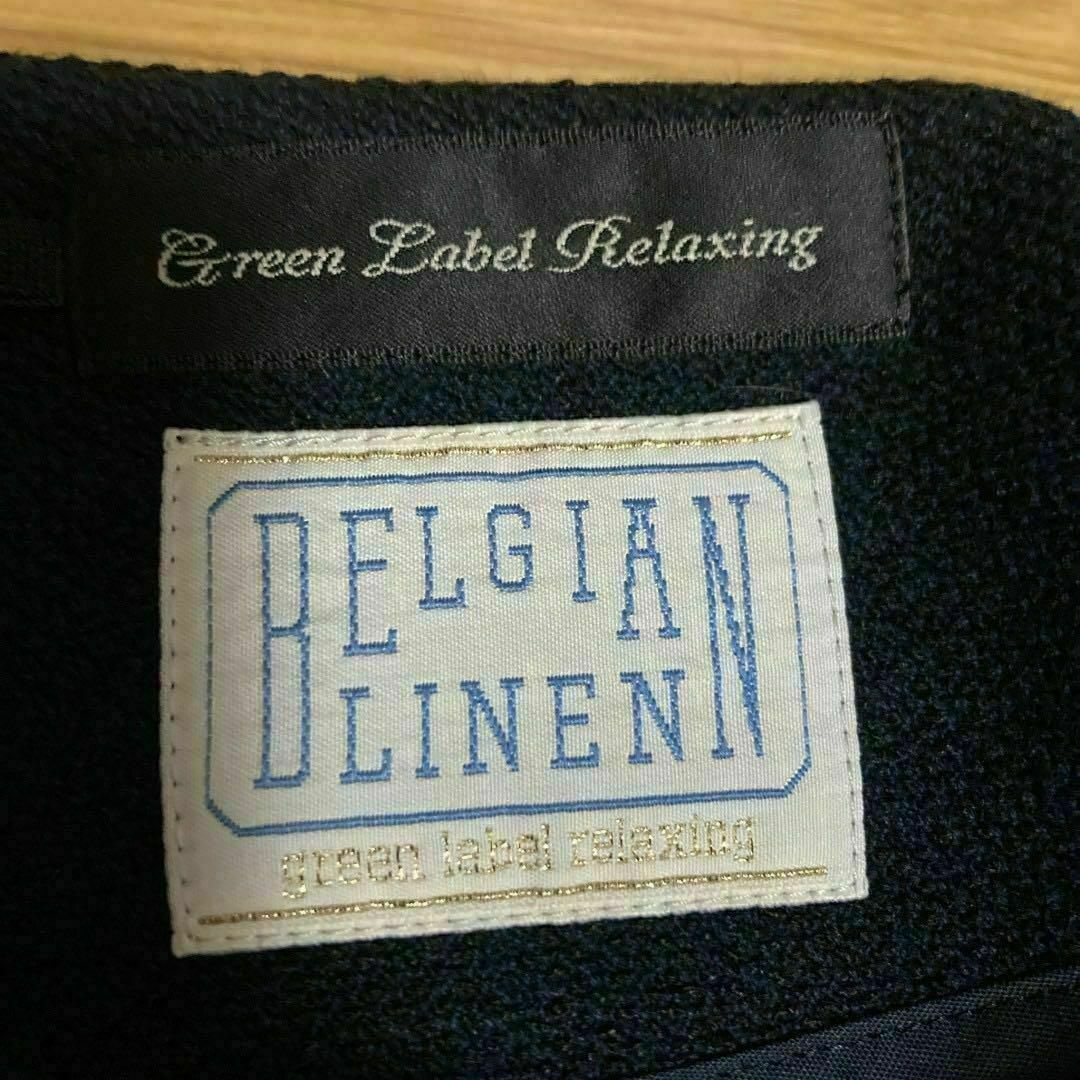 Green Label Relaxing
BELGIAN
LINEN
green label relaxing